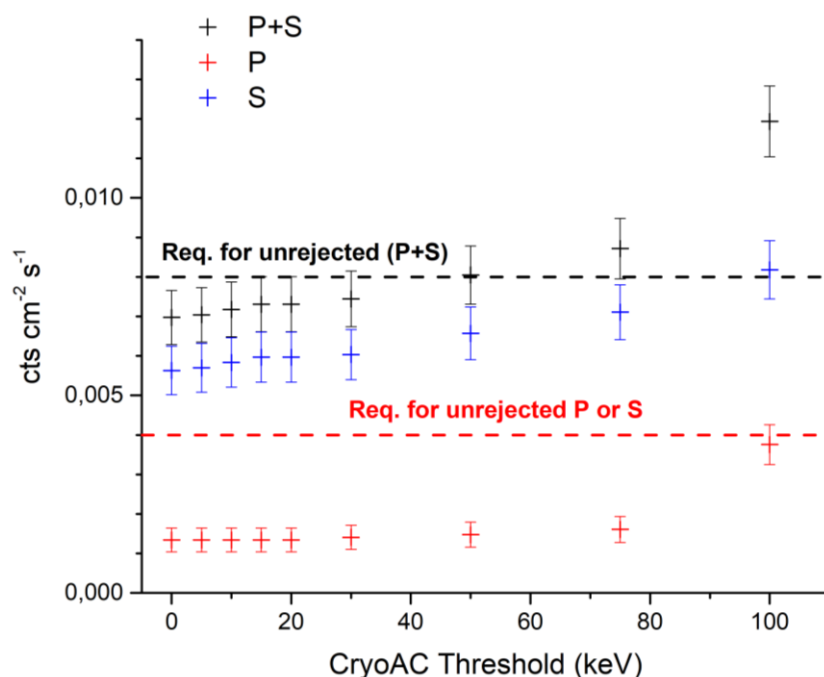 P+S
P
S
0,010
Req. for unrejected (P+S)
cts cm⁻² s⁻¹
0,005
Req. for unrejected P or S
0,000
0 20 40 60 80 100
CryoAC Threshold (keV)